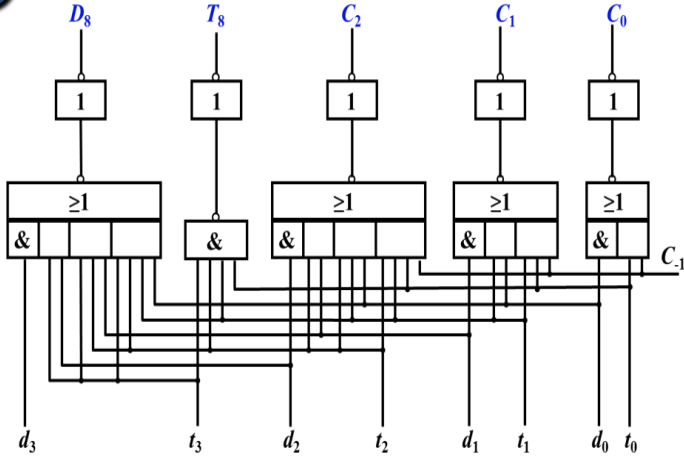 D₈ T₈ C₂ C₁ C₀
1 1 1 1 1
≥1 ≥1 ≥1 ≥1
& & & & &
C₋₁
d₃ t₃ d₂ t₂ d₁ t₁ d₀ t₀